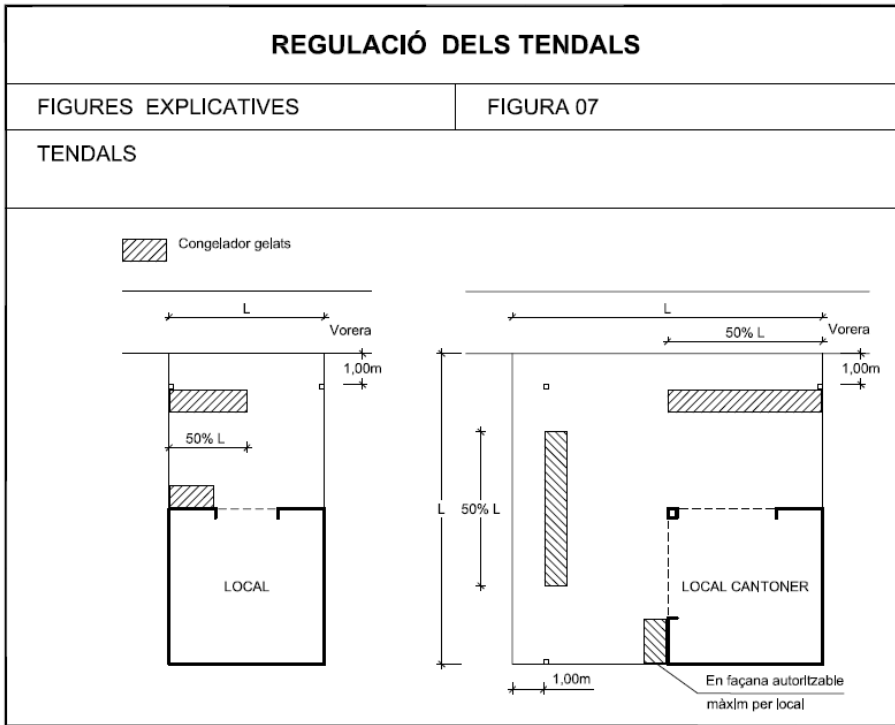 REGULACIÓ DELS TENDALS
FIGURES EXPLICATIVES
FIGURA 07
TENDALS
Congelador gelats
L
Vorera
1,00m
50% L
LOCAL
L
50% L
Vorera
1,00m
L
50% L
LOCAL CANTONER
1,00m
En façana autoritzable
màxim per local